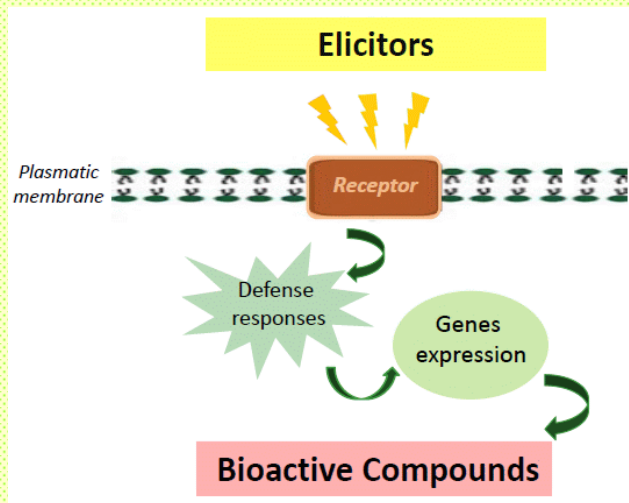 Elicitors
Plasmatic
membrane
Receptor
Defense
responses
Genes
expression
Bioactive Compounds